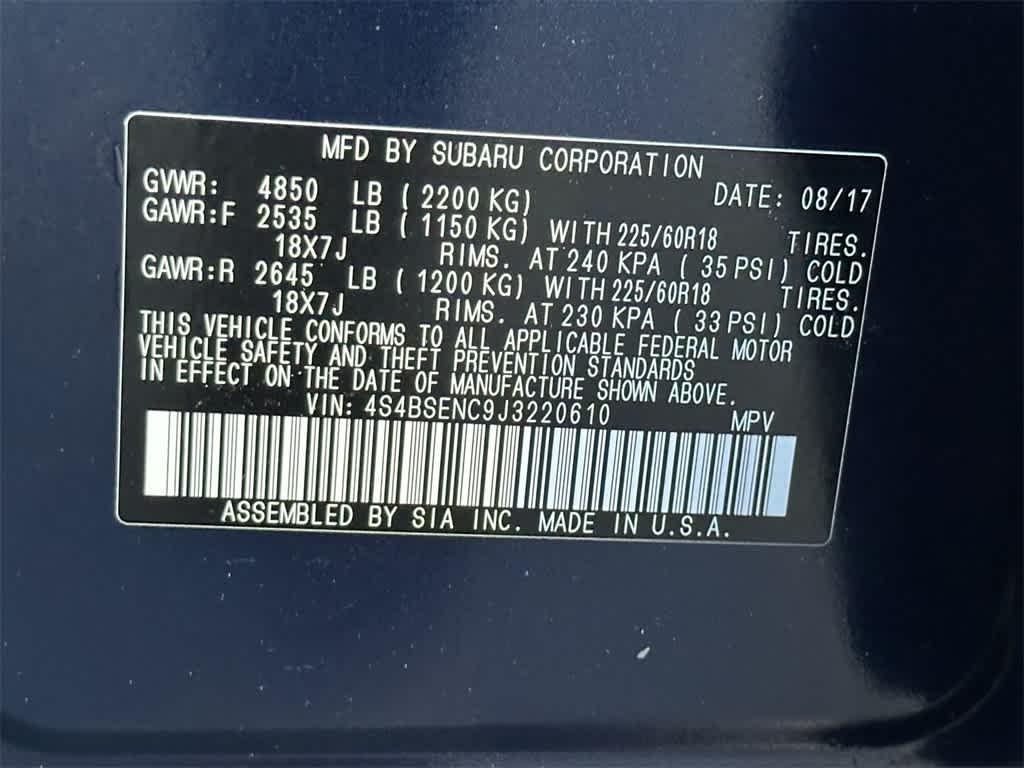 MFD BY SUBARU CORPORATION
GVWR: 4850 LB ( 2200 KG) DATE: 08/17
GAWR:F 2535 LB ( 1150 KG) WITH 225/60R18 TIRES.
18X7J RIMS. AT 240 KPA ( 35 PSI) COLD
GAWR:R 2645 LB ( 1200 KG) WITH 225/60R18 TIRES.
18X7J RIMS. AT 230 KPA ( 33 PSI) COLD
THIS VEHICLE CONFORMS TO ALL APPLICABLE FEDERAL MOTOR
VEHICLE SAFETY AND THEFT PREVENTION STANDARDS
IN EFFECT ON THE DATE OF MANUFACTURE SHOWN ABOVE.
VIN: 4S4BSENC9J3220610 MPV
ASSEMBLED BY SIA INC. MADE IN U.S.A.